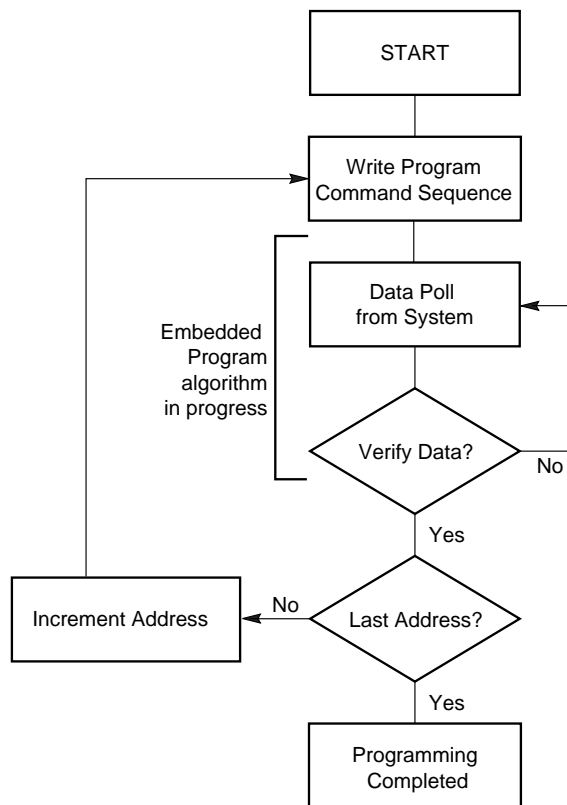 START
Write Program
Command Sequence
Data Poll
from System
Embedded
Program
algorithm
in progress
Verify Data?
No
Yes
Increment Address
No
Last Address?
Yes
Programming
Completed